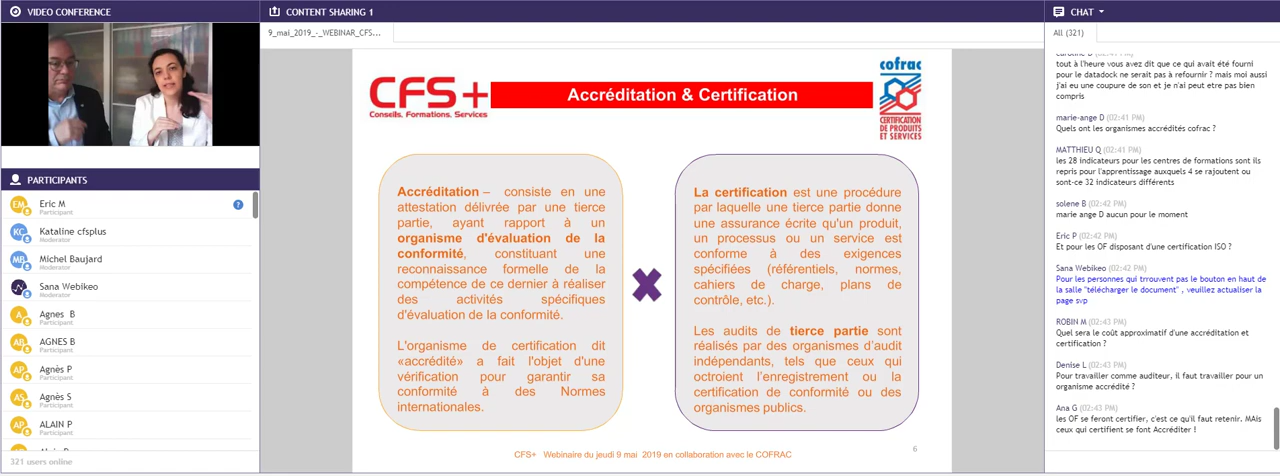 VIDEO CONFERENCE
PARTICIPANTS
EM
Eric M
Participant
?
KC
Kataline cfsplus
Moderator
MB
Michel Baujard
Moderator
Sana Webikeo
Moderator
A
Agnes B
Participant
AB
AGNES B
Participant
AP
Agnès P
Participant
AS
Agnès S
Participant
AP
ALAIN P
Participant
321 users online
CONTENT SHARING 1
9_mai_2019_-_WEBINAR_CFS...
CFS+
Conseils, Formations, Services
Accréditation & Certification
cofrac
CERTIFICATION
DE PRODUITS
ET SERVICES
Accréditation – consiste en une
attestation délivrée par une tierce
partie, ayant rapport à un
organisme d'évaluation de la
conformité, constituant une
reconnaissance formelle de la
compétence de ce dernier à réaliser
des activités spécifiques
d'évaluation de la conformité.
L'organisme de certification dit
«accrédité» a fait l'objet d'une
vérification pour garantir sa
conformité à des Normes
internationales.
La certification est une procédure
par laquelle une tierce partie donne
une assurance écrite qu'un produit,
un processus ou un service est
conforme à des exigences
spécifiées (référentiels, normes,
cahiers de charge, plans de
contrôle, etc.).
Les audits de tierce partie sont
réalisés par des organismes d'audit
indépendants, tels que ceux qui
octroient l'enregistrement ou la
certification de conformité ou des
organismes publics.
CFS+ Webinaire du jeudi 9 mai 2019 en collaboration avec le COFRAC
6
CHAT
All (321)
tout à l'heure vous avez dit que ce qui avait été fourni
pour le datadock ne serait pas à refournir ? mais moi aussi
j'ai eu une coupure de son et je n'ai peut etre pas bien
compris
marie-ange D (02:41 PM)
Quels ont les organismes accrédités cofrac ?
MATTHIEU Q (02:41 PM)
les 28 indicateurs pour les centres de formations sont ils
repris pour l'apprentissage auxquels 4 se rajoutent ou
sont-ce 32 indicateurs différents
solene B (02:42 PM)
marie ange D aucun pour le moment
Eric P (02:42 PM)
Et pour les OF disposant d'une certification ISO ?
Sana Webikeo (02:42 PM)
Pour les personnes qui trouvent pas le bouton en haut de
la salle "télécharger le document" , veuillez actualiser la
page svp
ROBIN M (02:43 PM)
Quel sera le coût approximatif d'une accréditation et
certification ?
Denise L (02:43 PM)
Pour travailler comme auditeur, il faut travailler pour un
organisme accrédité ?
Ana G (02:43 PM)
les OF se feront certifier, c'est ce qu'il faut retenir. MAis
ceux qui certifient se font Accréditer !